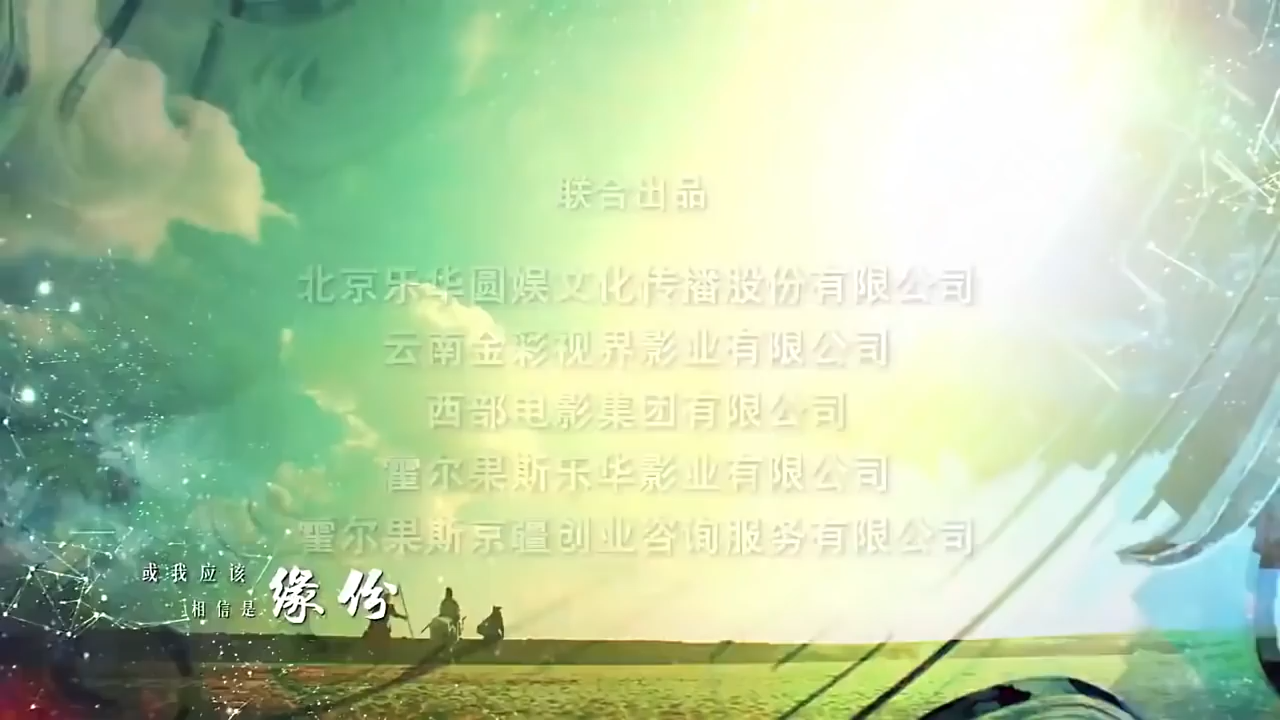 联合出品
北京乐华圆娱文化传播股份有限公司
云南金彩视界影业有限公司
西部电影集团有限公司
霍尔果斯乐华影业有限公司
霍尔果斯京疆创业咨询服务有限公司
或我应该
相信是缘份